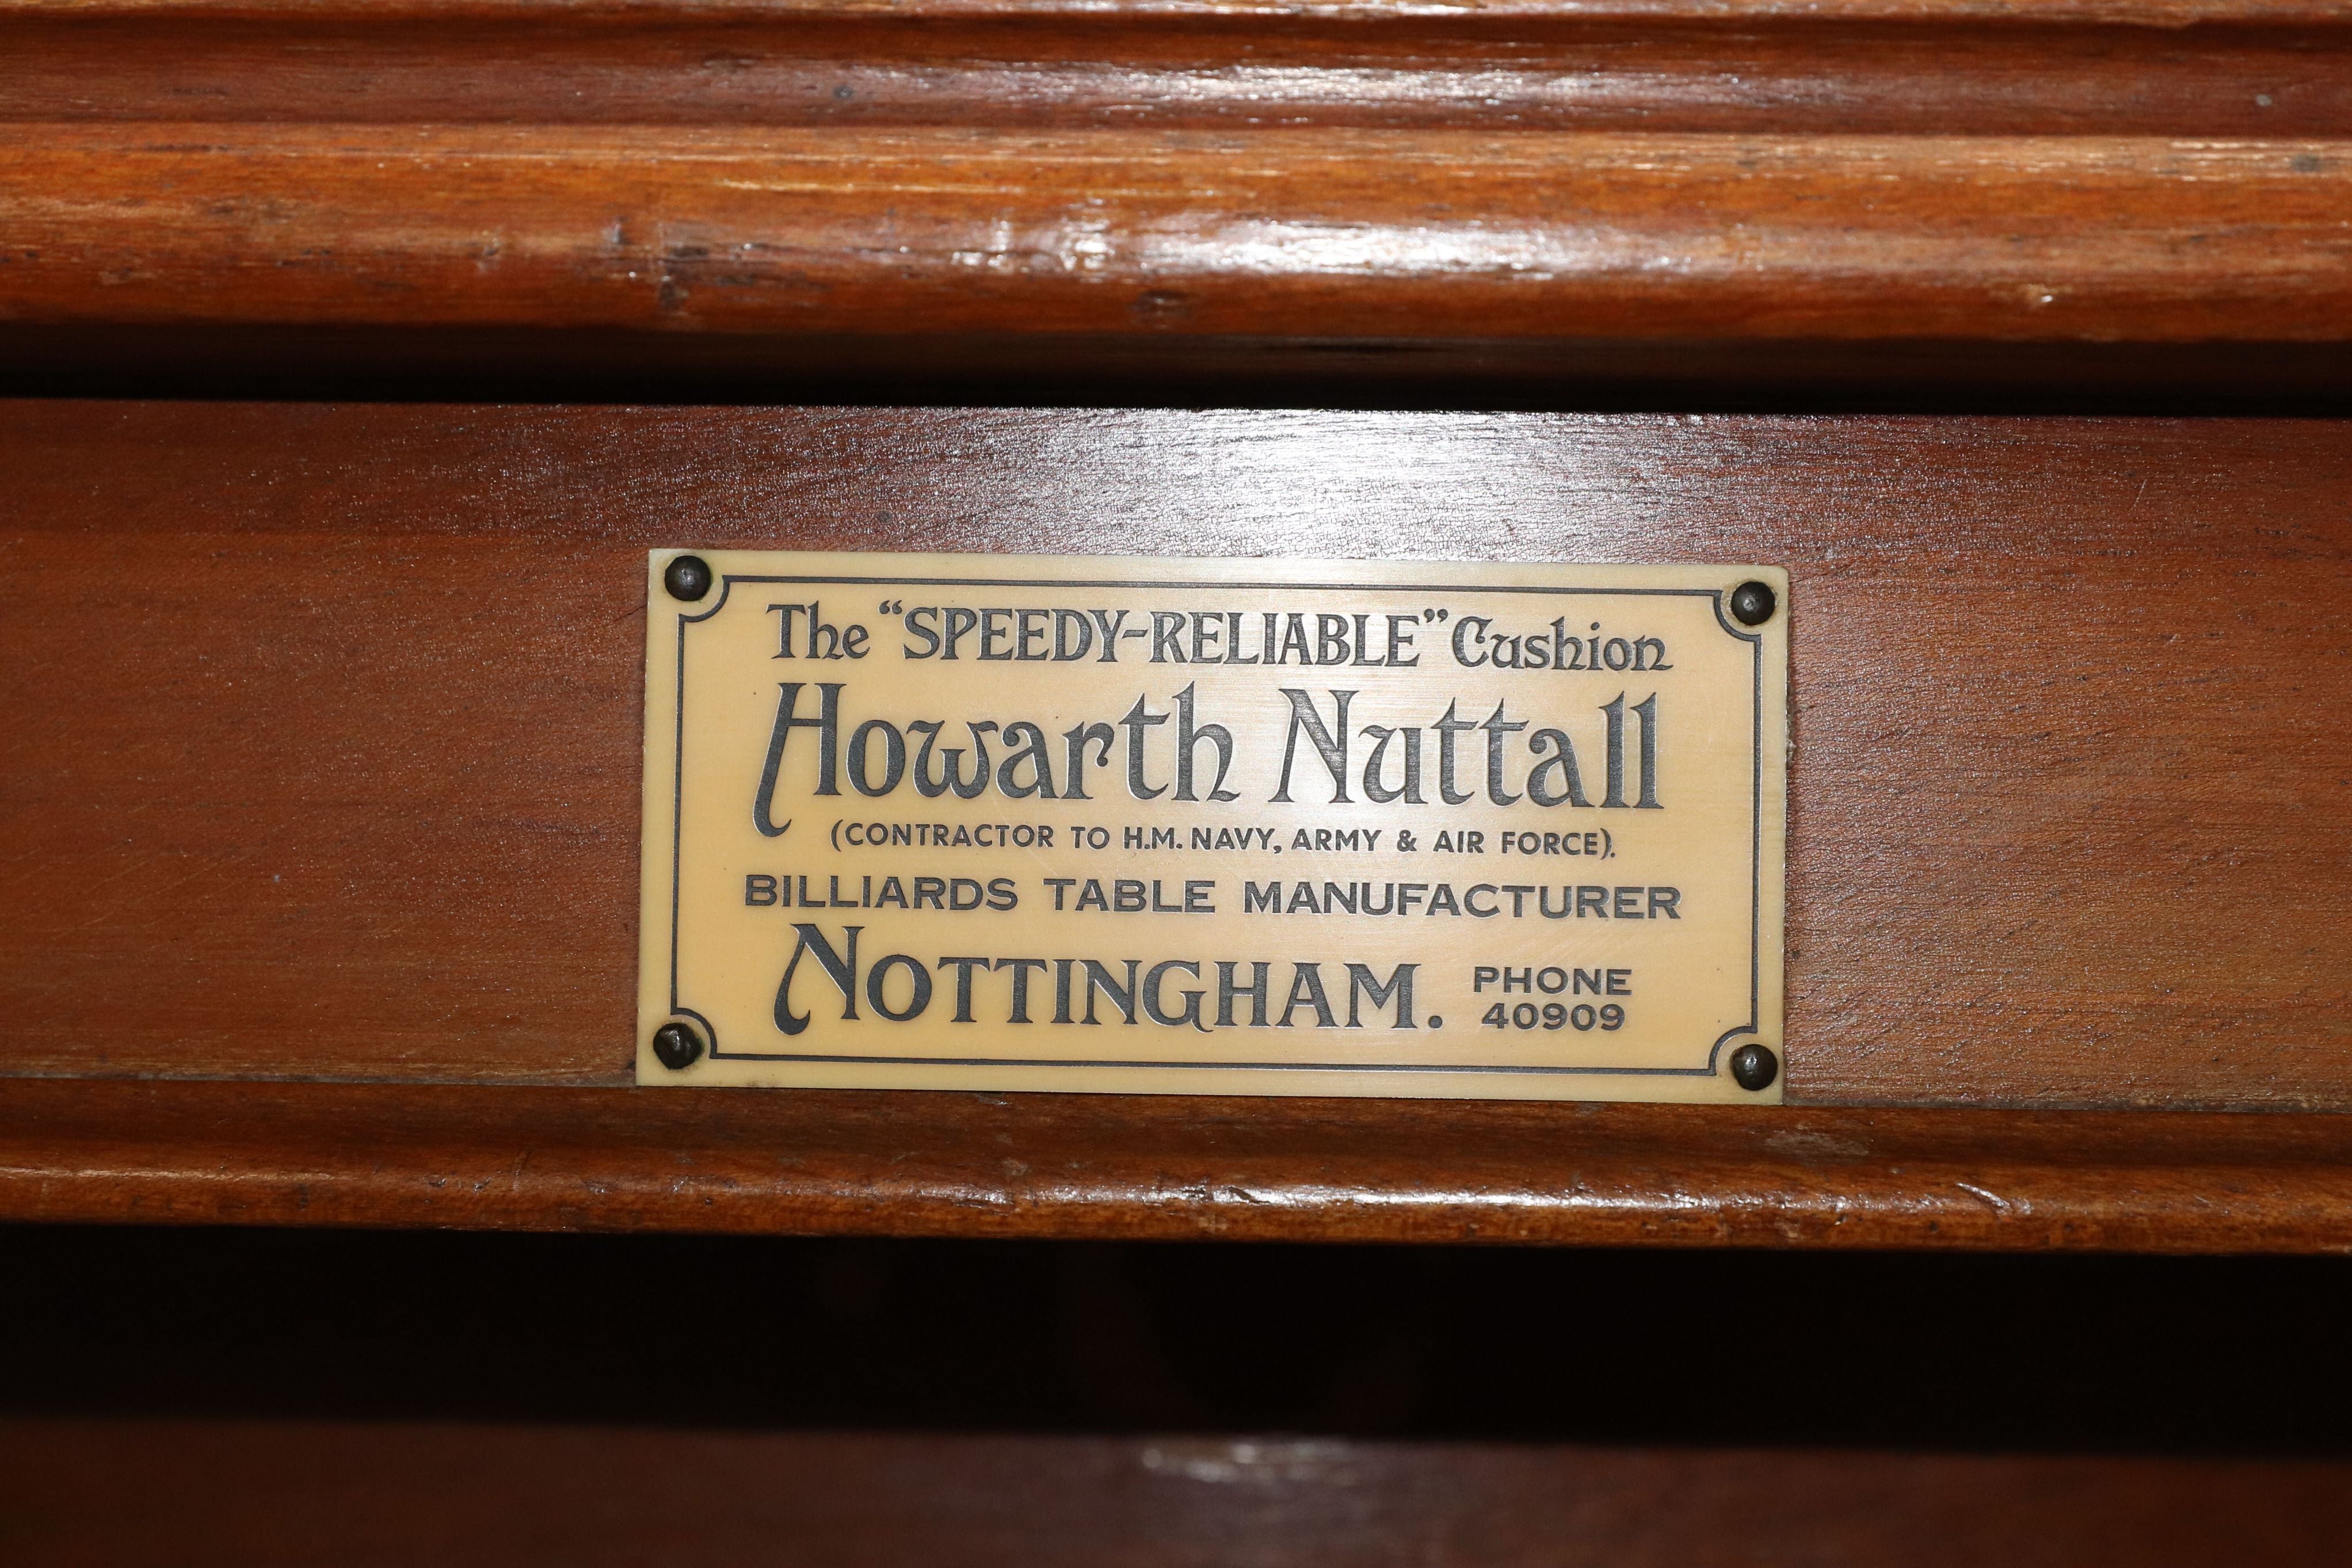 The “SPEEDY-RELIABLE” Cushion
Howarth Nuttall
(CONTRACTOR TO H.M. NAVY, ARMY & AIR FORCE).
BILLIARDS TABLE MANUFACTURER
NOTTINGHAM. PHONE
40909